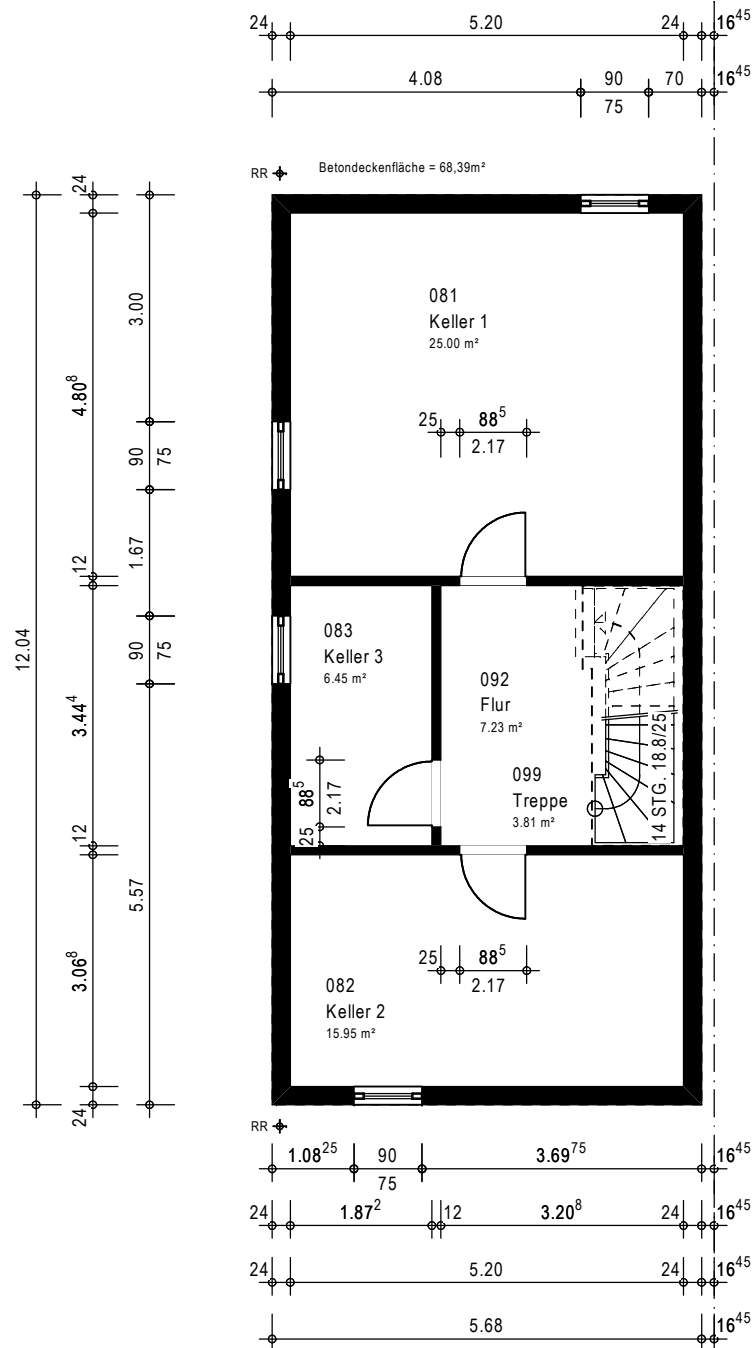 24 5.20 24 16⁴⁵
4.08 90 70 16⁴⁵
75
RR Betondeckenfläche = 68,39m²
24
3.00
081
Keller 1
25.00 m²
4.80⁸
25 88⁵
2.17
90
75
1.67
12
12.04
083
Keller 3
6.45 m²
90
75
092
Flur
7.23 m²
3.44⁴
099
Treppe
3.81 m²
14 STG. 18.8/25
88⁵
2.17
25
12
5.57
25 88⁵
2.17
082
Keller 2
15.95 m²
3.06⁸
24
RR
1.08²⁵ 90 3.69⁷⁵ 16⁴⁵
75
24 1.87² 12 3.20⁸ 24 16⁴⁵
24 5.20 24 16⁴⁵
5.68 16⁴⁵